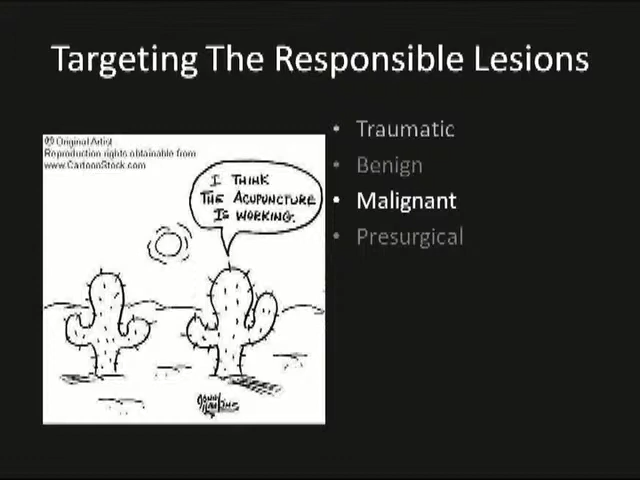 Targeting The Responsible Lesions
© Original Artist
Reproduction rights obtainable from
www.CartoonStock.com
I THINK
THE ACUPUNCTURE
IS WORKING.
• Traumatic
• Benign
• Malignant
• Presurgical